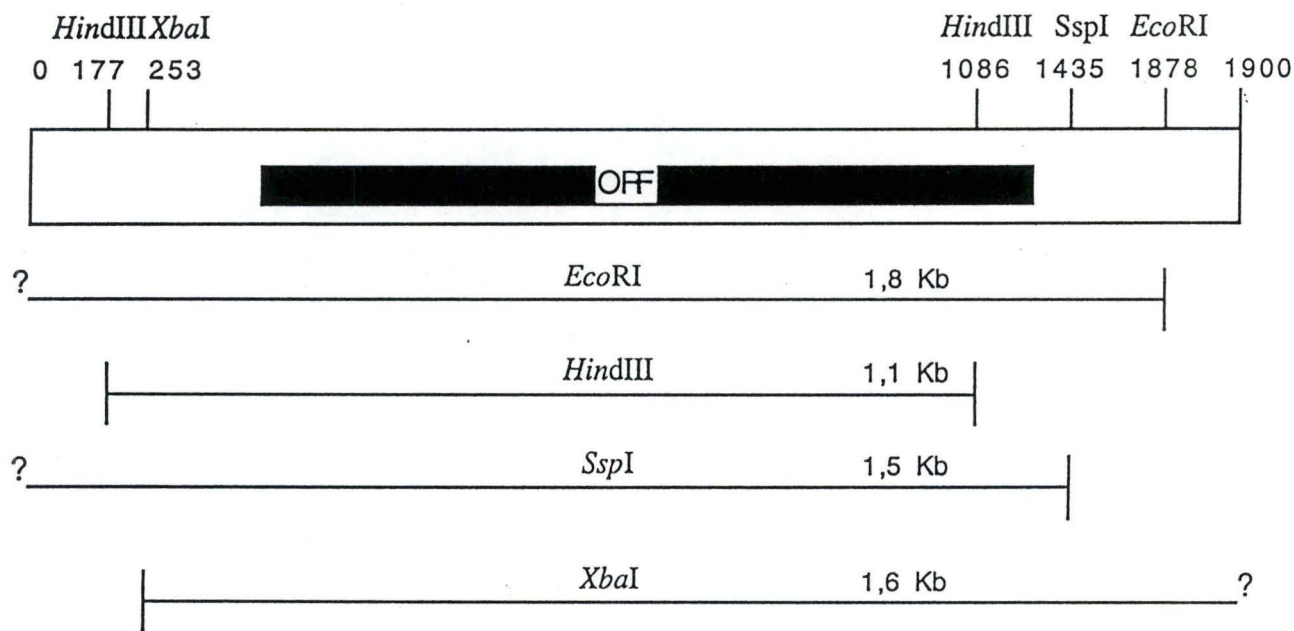 HindIII XbaI HindIII SspI EcoRI
0 177 253 1086 1435 1878 1900
ORF
? EcoRI 1,8 Kb
HindIII 1,1 Kb
? SspI 1,5 Kb
XbaI 1,6 Kb ?